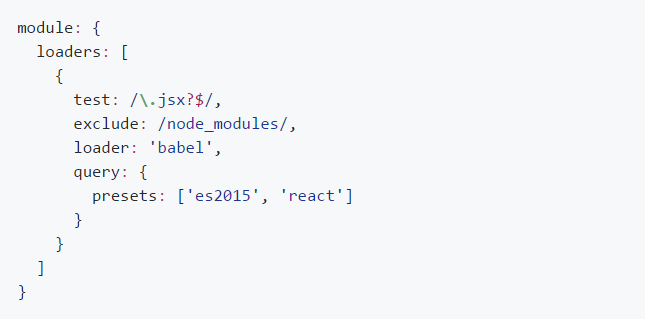 module: {
  loaders: [
    {
      test: /\.jsx?$/,
      exclude: /node_modules/,
      loader: 'babel',
      query: {
        presets: ['es2015', 'react']
      }
    }
  ]
}